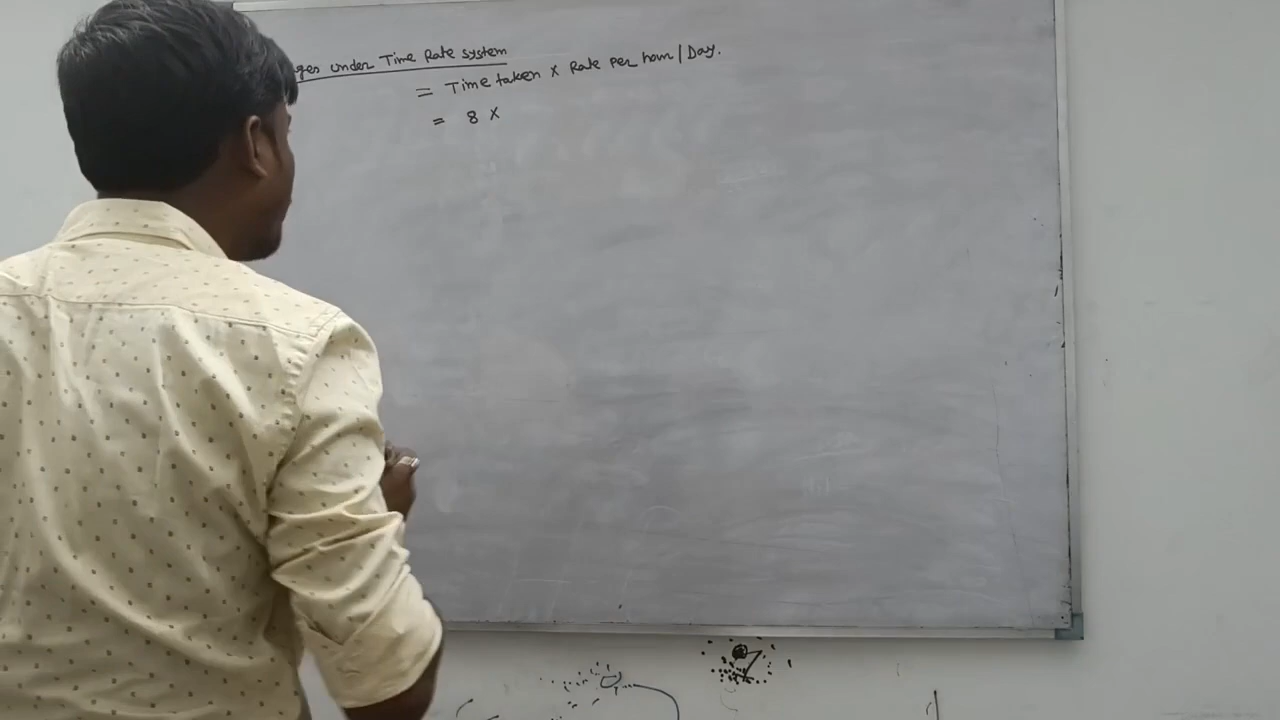 ges under Time Rate system
= Time taken × Rate per hour / Day.
= 8 ×